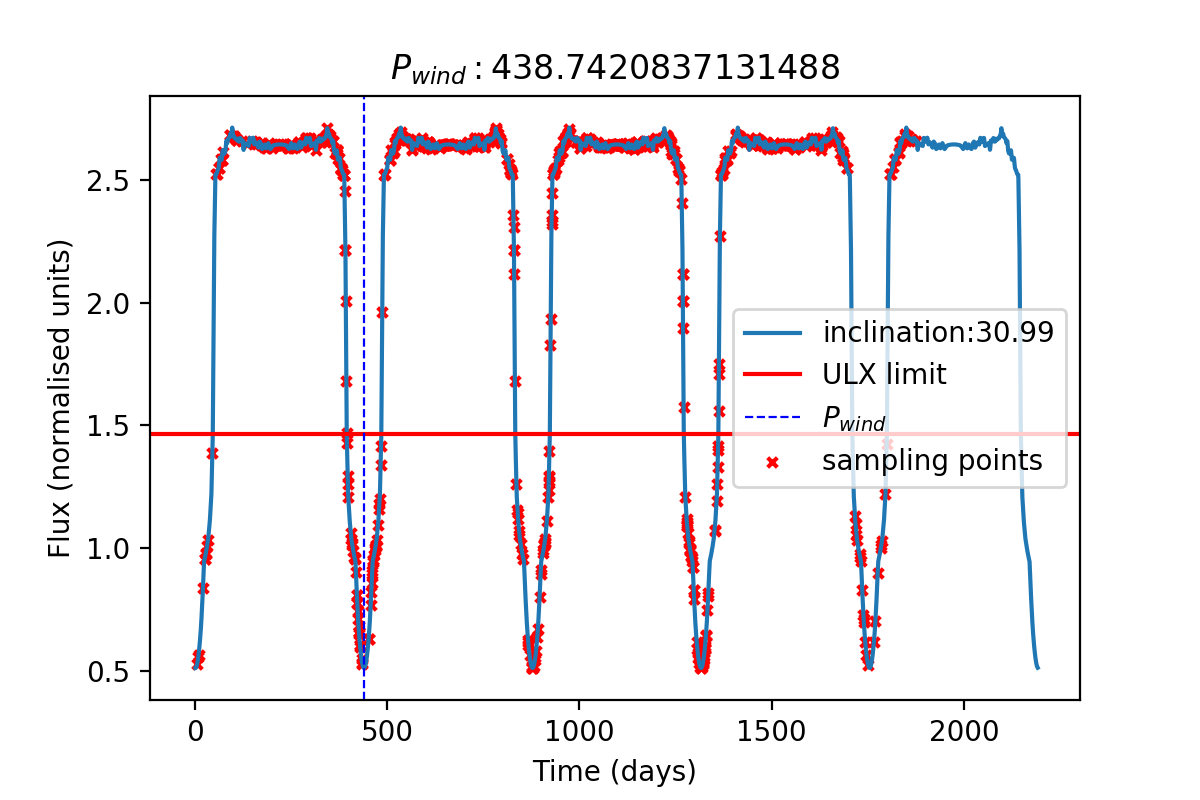 P_wind : 438.7420837131488
2.5
2.0
1.5
1.0
0.5
Flux (normalised units)
inclination:30.99
ULX limit
P_wind
sampling points
0 500 1000 1500 2000
Time (days)